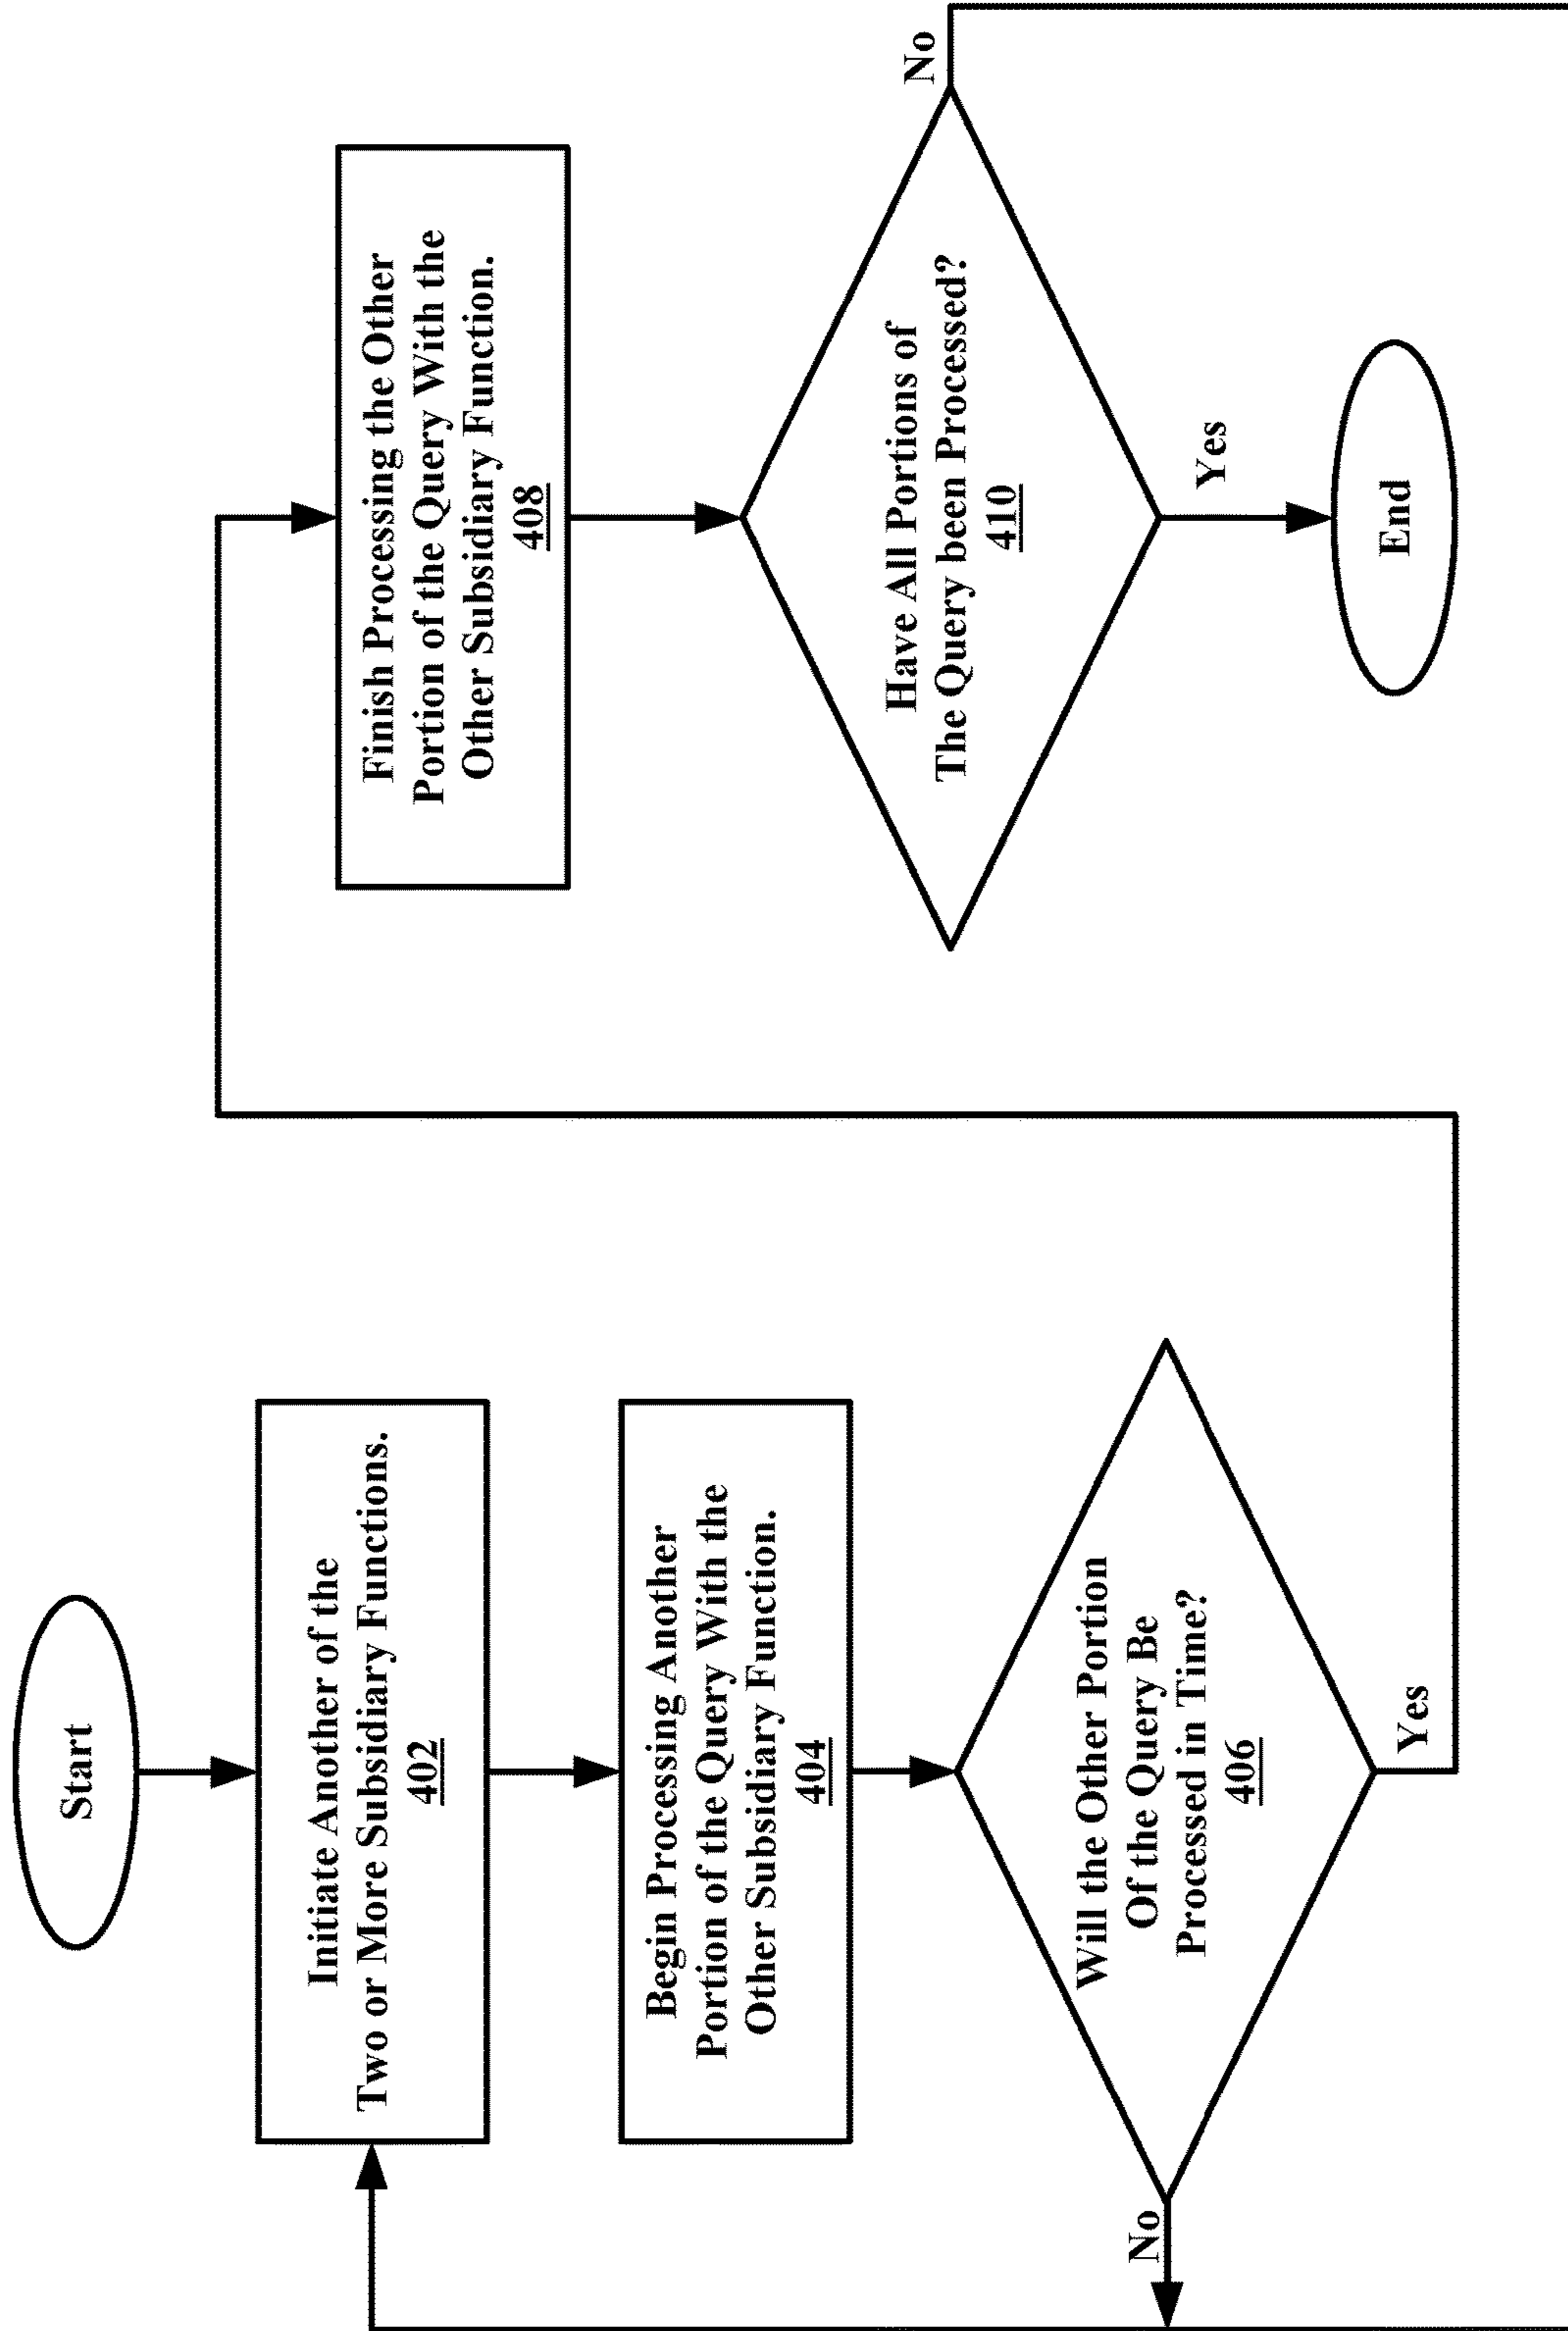 Start
Initiate Another of the
Two or More Subsidiary Functions.
402
Begin Processing Another
Portion of the Query With the
Other Subsidiary Function.
404
Will the Other Portion
Of the Query Be
Processed in Time?
406
No
Yes
Finish Processing the Other
Portion of the Query With the
Other Subsidiary Function.
408
Have All Portions of
The Query been Processed?
410
No
Yes
End